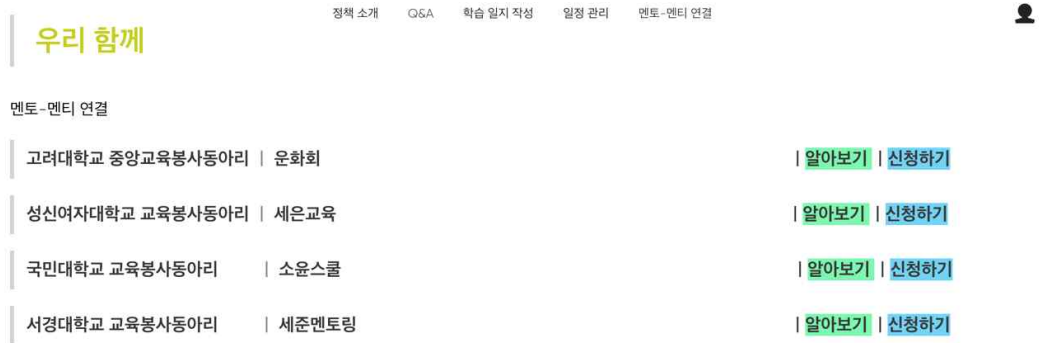 정책 소개 Q&A 학습 일지 작성 일정 관리 멘토-멘티 연결
우리 함께
멘토-멘티 연결
고려대학교 중앙교육봉사동아리 | 운화회 | 알아보기 | 신청하기
성신여자대학교 교육봉사동아리 | 세은교육 | 알아보기 | 신청하기
국민대학교 교육봉사동아리 | 소윤스쿨 | 알아보기 | 신청하기
서경대학교 교육봉사동아리 | 세준멘토링 | 알아보기 | 신청하기